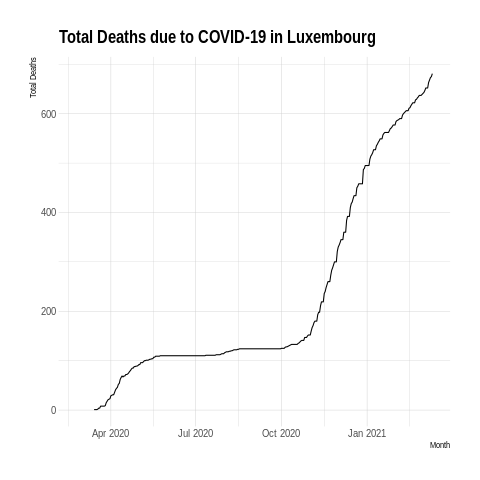 Total Deaths due to COVID-19 in Luxembourg
Total Deaths
600
400
200
0
Apr 2020 Jul 2020 Oct 2020 Jan 2021
Month